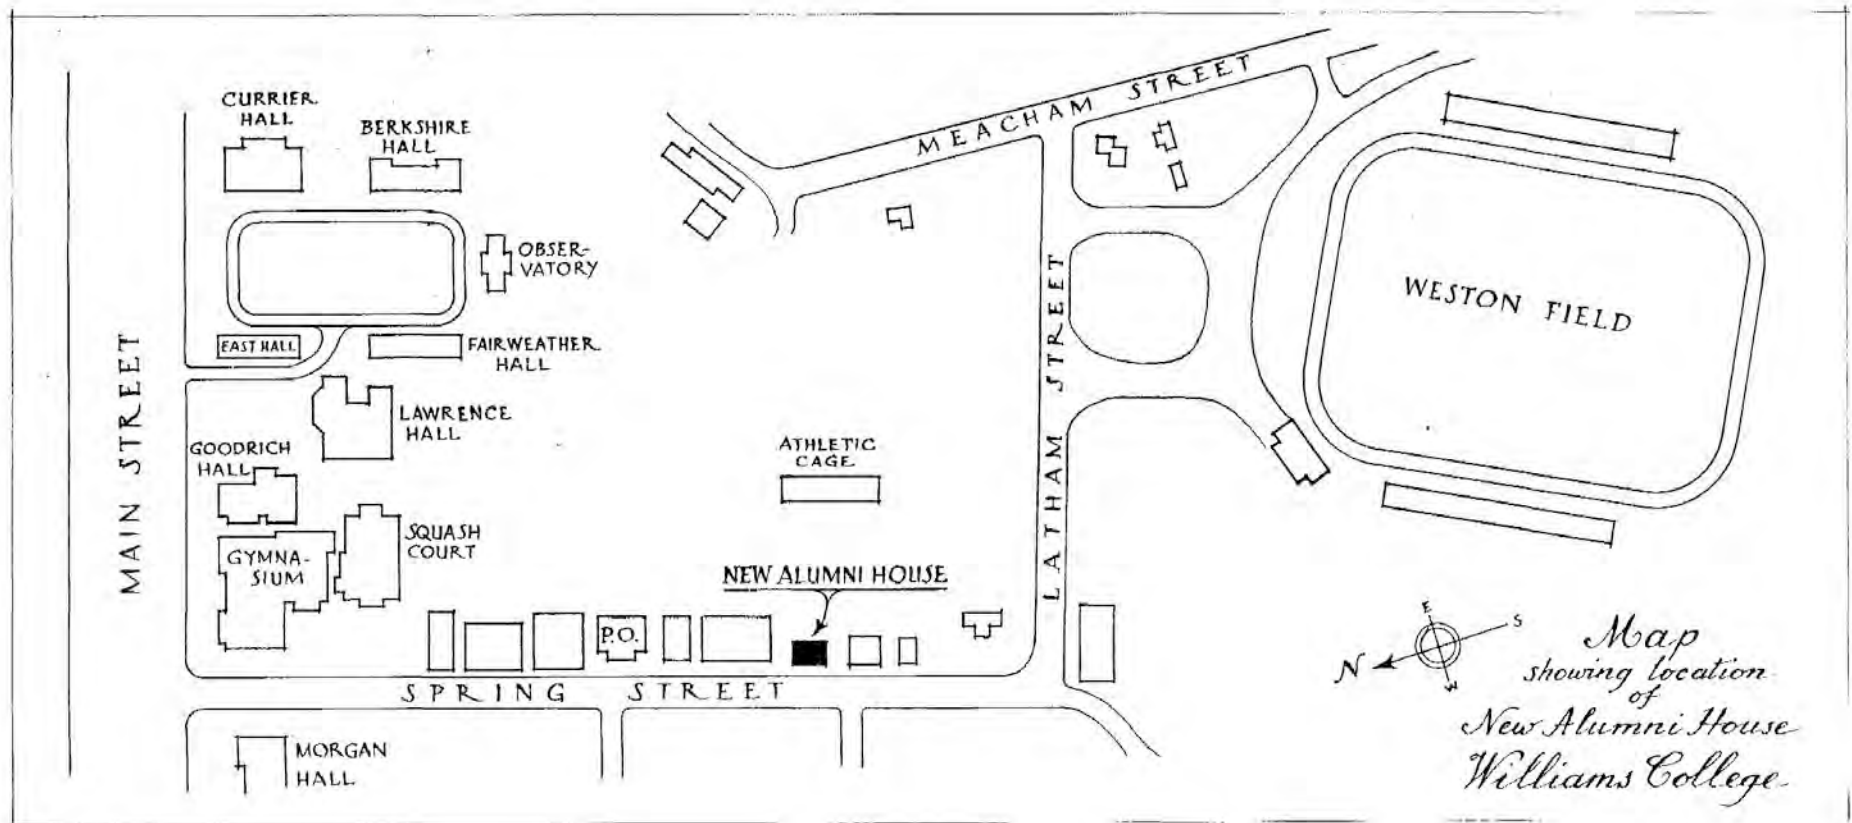 CURRIER
HALL
BERKSHIRE
HALL
MEACHAM STREET
OBSER-
VATORY
WESTON FIELD
MAIN STREET
EAST HALL
FAIRWEATHER
HALL
LATHAM STREET
LAWRENCE
HALL
GOODRICH
HALL
ATHLETIC
CAGE
SQUASH
COURT
GYMNA-
SIUM
NEW ALUMNI HOUSE
P.O.
SPRING STREET
MORGAN
HALL
E
S
N
W
Map
showing location
of
New Alumni House
Williams College